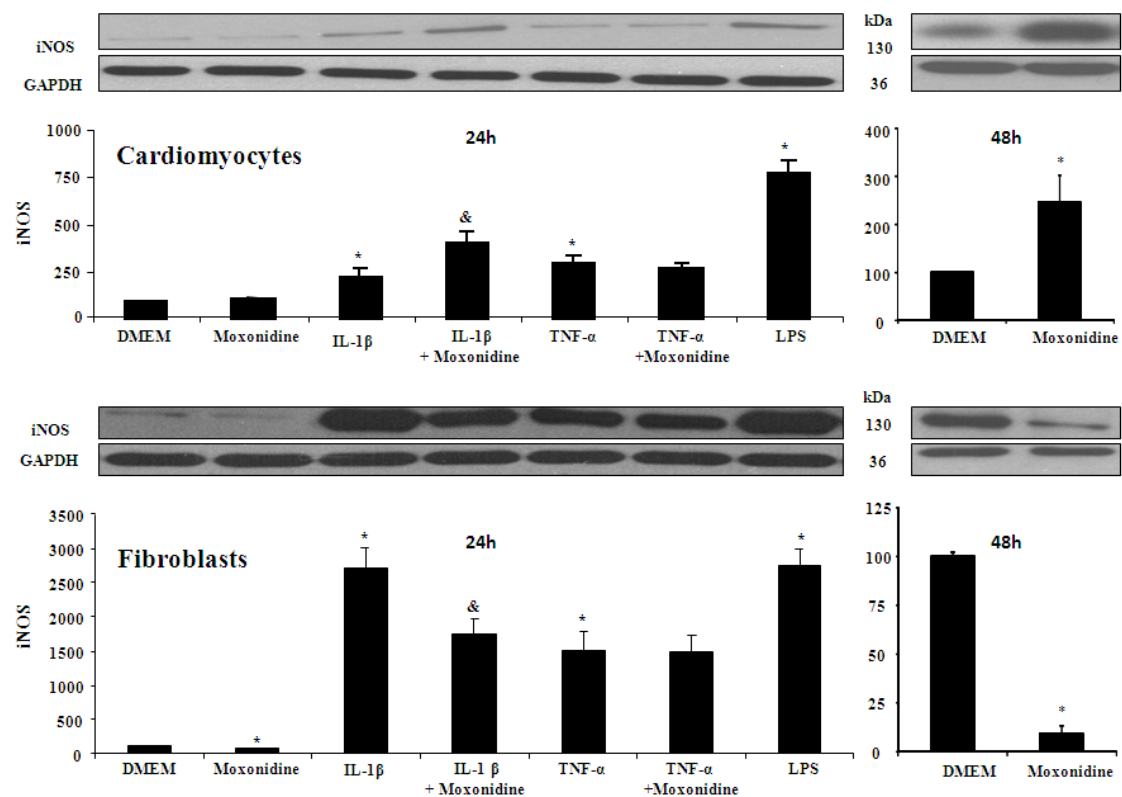 iNOS
kDa
130
GAPDH
36
1000
750
500
250
0
iNOS
Cardiomyocytes
24h
*
&
*
*
DMEM
Moxonidine
IL-1β
IL-1β
+ Moxonidine
TNF-α
TNF-α
+Moxonidine
LPS
400
300
200
100
0
48h
*
DMEM
Moxonidine
iNOS
kDa
130
GAPDH
36
3500
3000
2500
2000
1500
1000
500
0
iNOS
Fibroblasts
24h
*
*
&
*
*
DMEM
Moxonidine
IL-1β
IL-1 β
+ Moxonidine
TNF-α
TNF-α
+Moxonidine
LPS
125
100
75
50
25
0
48h
*
DMEM
Moxonidine